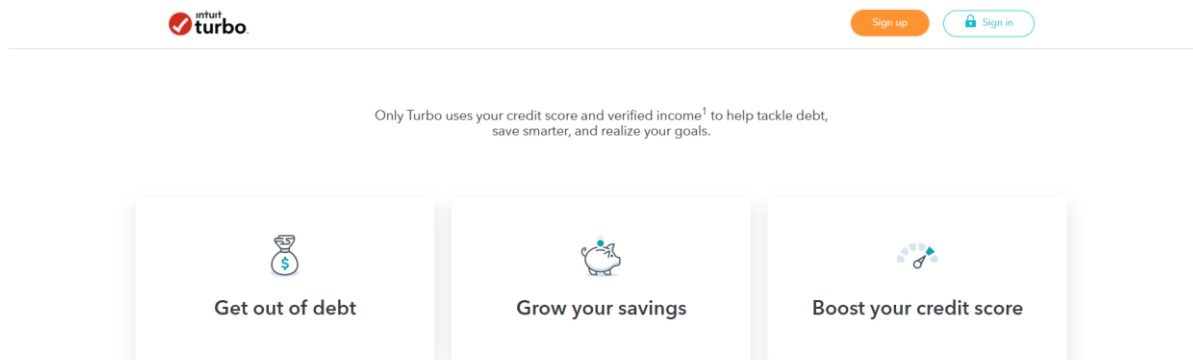 intuit
turbo.
Sign up
Sign in
Only Turbo uses your credit score and verified income1 to help tackle debt,
save smarter, and realize your goals.
$
Get out of debt
Grow your savings
Boost your credit score